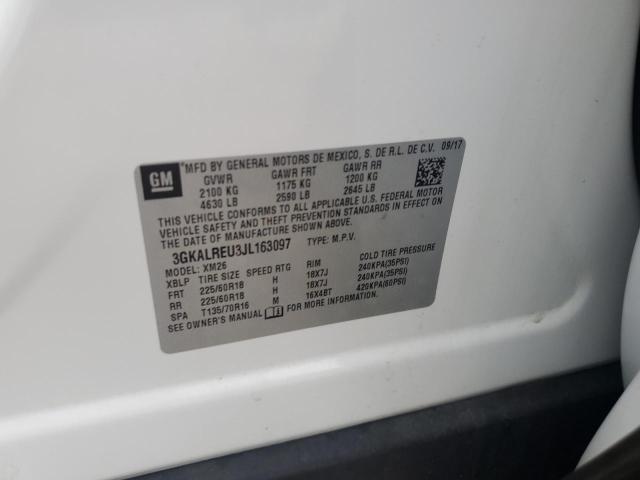 GM
*MFD BY GENERAL MOTORS DE MEXICO, S. DE R.L. DE C.V. 09/17
GVWR GAWR FRT GAWR RR
2100 KG 1175 KG 1200 KG
4630 LB 2590 LB 2645 LB
THIS VEHICLE CONFORMS TO ALL APPLICABLE U.S. FEDERAL MOTOR
VEHICLE SAFETY AND THEFT PREVENTION STANDARDS IN EFFECT ON
THE DATE OF MANUFACTURE SHOWN ABOVE.
3GKALREU3JL163097 TYPE: M.P.V.
MODEL: XM26
XBLP TIRE SIZE SPEED RTG RIM COLD TIRE PRESSURE
FRT 225/60R18 H 18X7J 240KPA(35PSI)
RR 225/60R18 H 18X7J 240KPA(35PSI)
SPA T135/70R16 M 16X4BT 420KPA(60PSI)
SEE OWNER'S MANUAL FOR MORE INFORMATION.